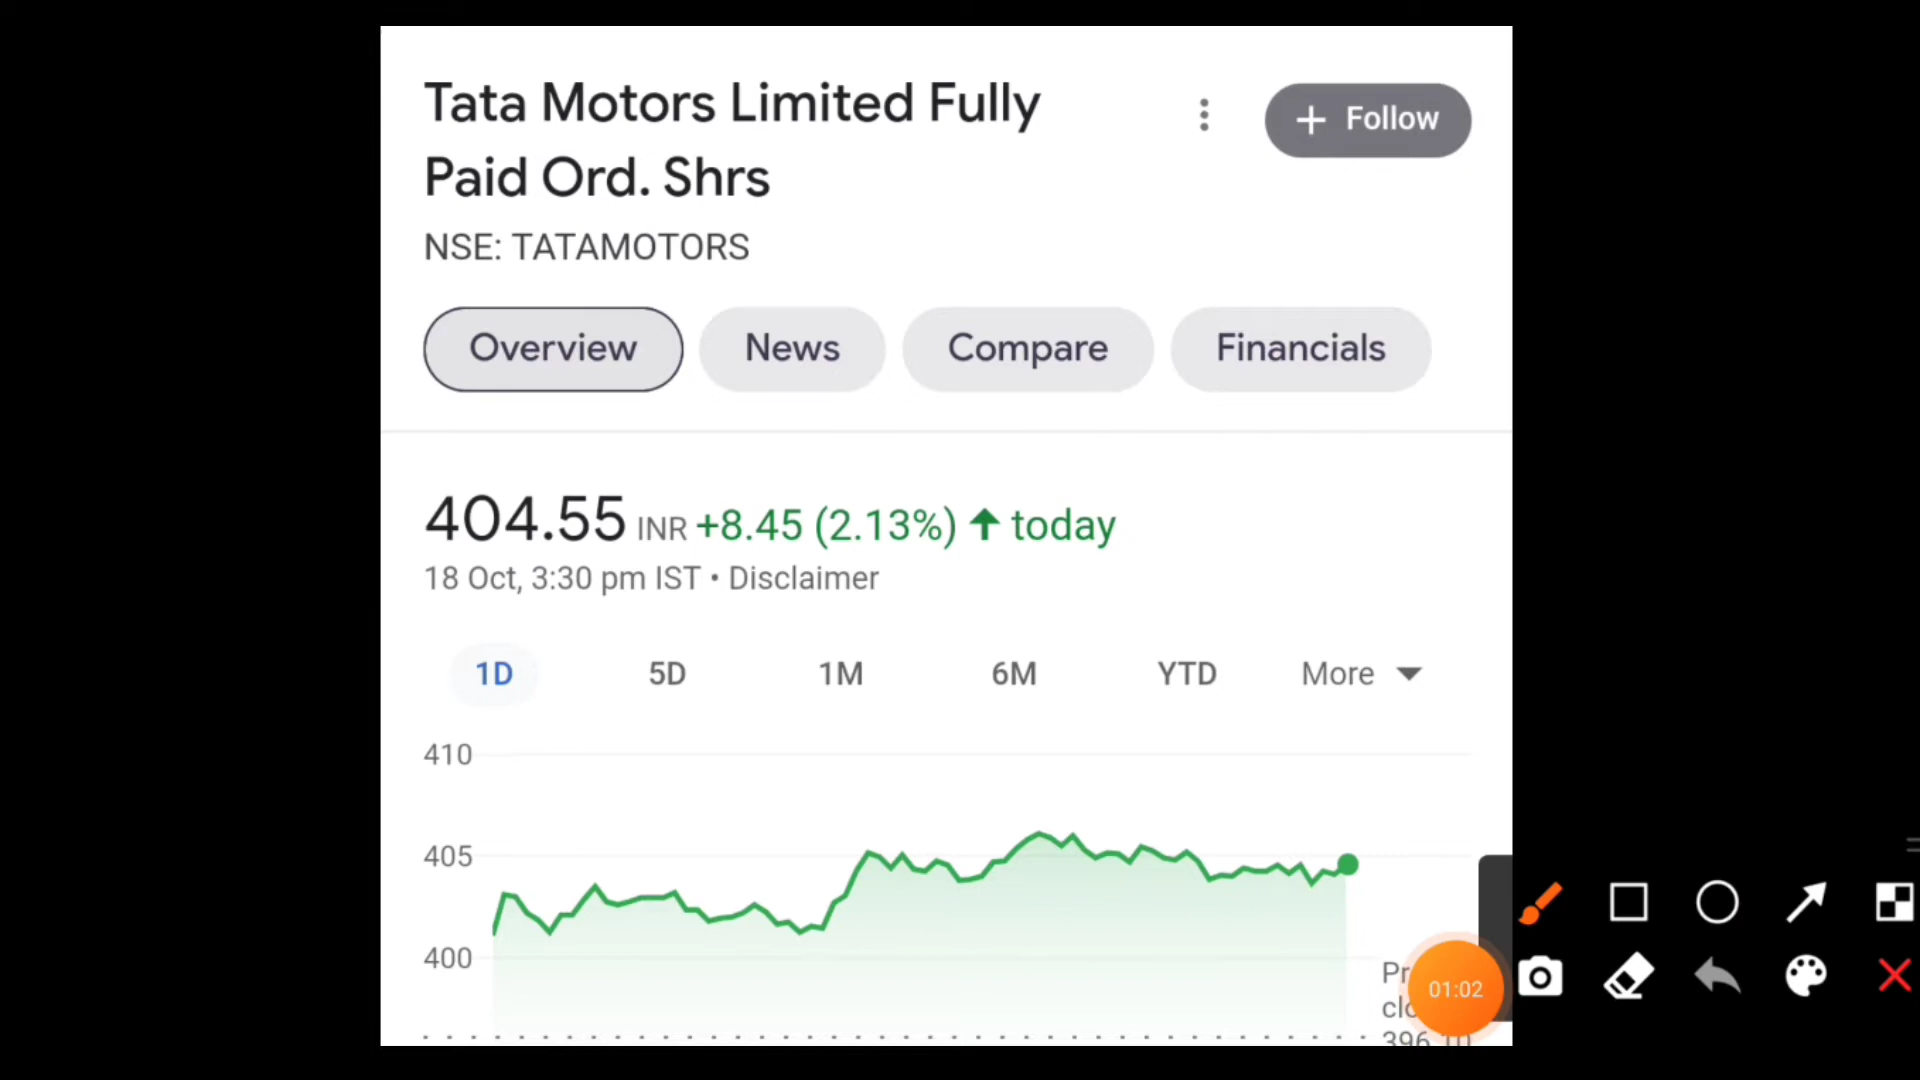 Tata Motors Limited Fully
Paid Ord. Shrs
+ Follow
NSE: TATAMOTORS
Overview
News
Compare
Financials
404.55 INR +8.45 (2.13%) ↑ today
18 Oct, 3:30 pm IST • Disclaimer
1D
5D
1M
6M
YTD
More
410
405
400
01:02
396.10